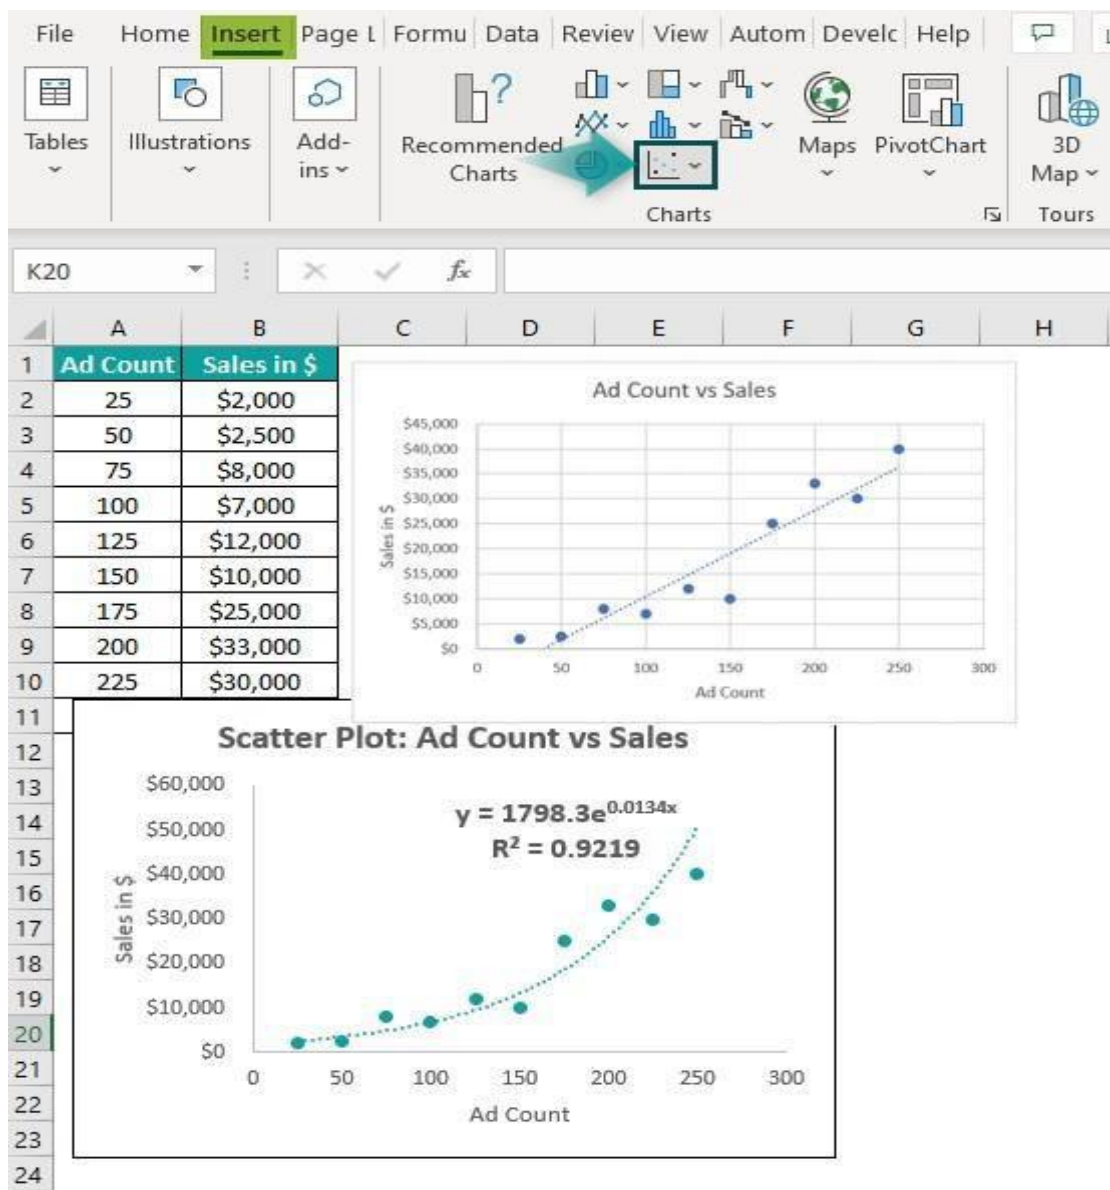 File Home Insert Page L Formu Data Review View Autom Develc Help
Tables Illustrations Add-ins Recommended Charts Maps PivotChart 3D Map
Charts Tours
K20 fx
A B C D E F G H
1 Ad Count Sales in $
2 25 $2,000
3 50 $2,500
4 75 $8,000
5 100 $7,000
6 125 $12,000
7 150 $10,000
8 175 $25,000
9 200 $33,000
10 225 $30,000
11
12
13
14
15
16
17
18
19
20
21
22
23
24
Ad Count vs Sales
$45,000
$40,000
$35,000
$30,000
$25,000
$20,000
$15,000
$10,000
$5,000
$0
Sales in $
0 50 100 150 200 250 300
Ad Count
Scatter Plot: Ad Count vs Sales
y = 1798.3e^0.0134x
R² = 0.9219
$60,000
$50,000
$40,000
$30,000
$20,000
$10,000
$0
Sales in $
0 50 100 150 200 250 300
Ad Count